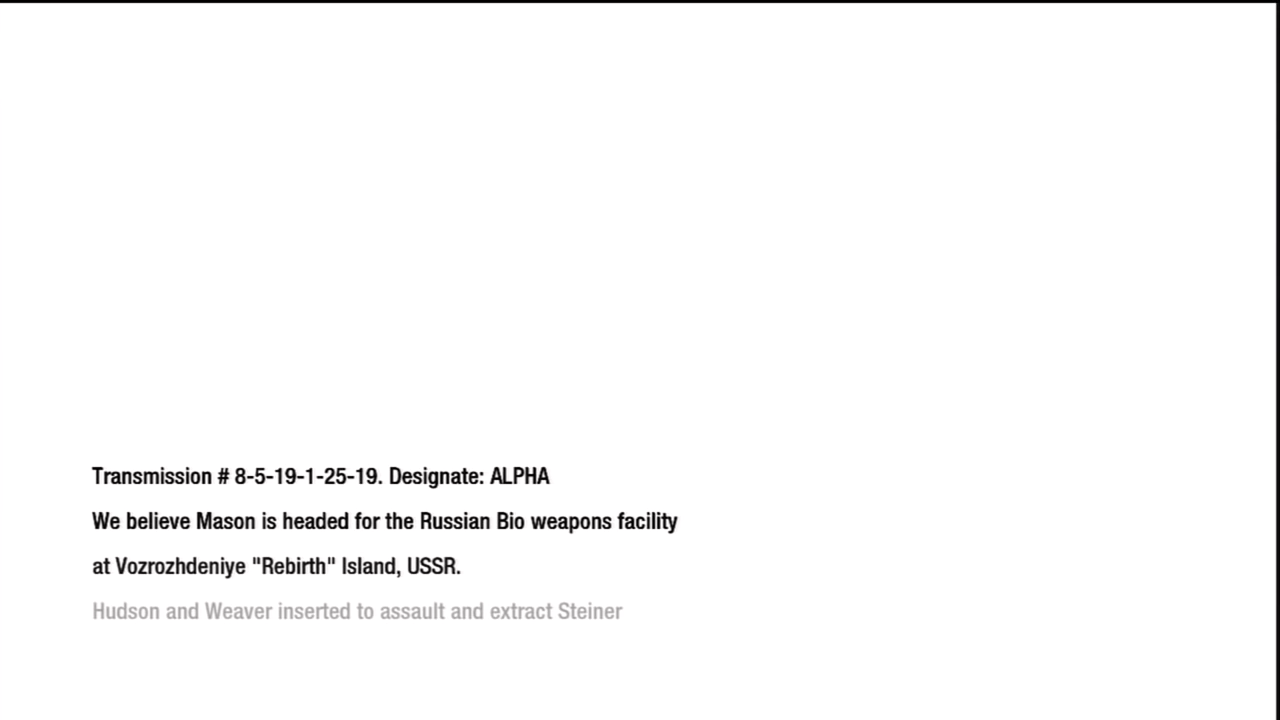 Transmission # 8-5-19-1-25-19. Designate: ALPHA
We believe Mason is headed for the Russian Bio weapons facility
at Vozrozhdeniye "Rebirth" Island, USSR.
Hudson and Weaver inserted to assault and extract Steiner